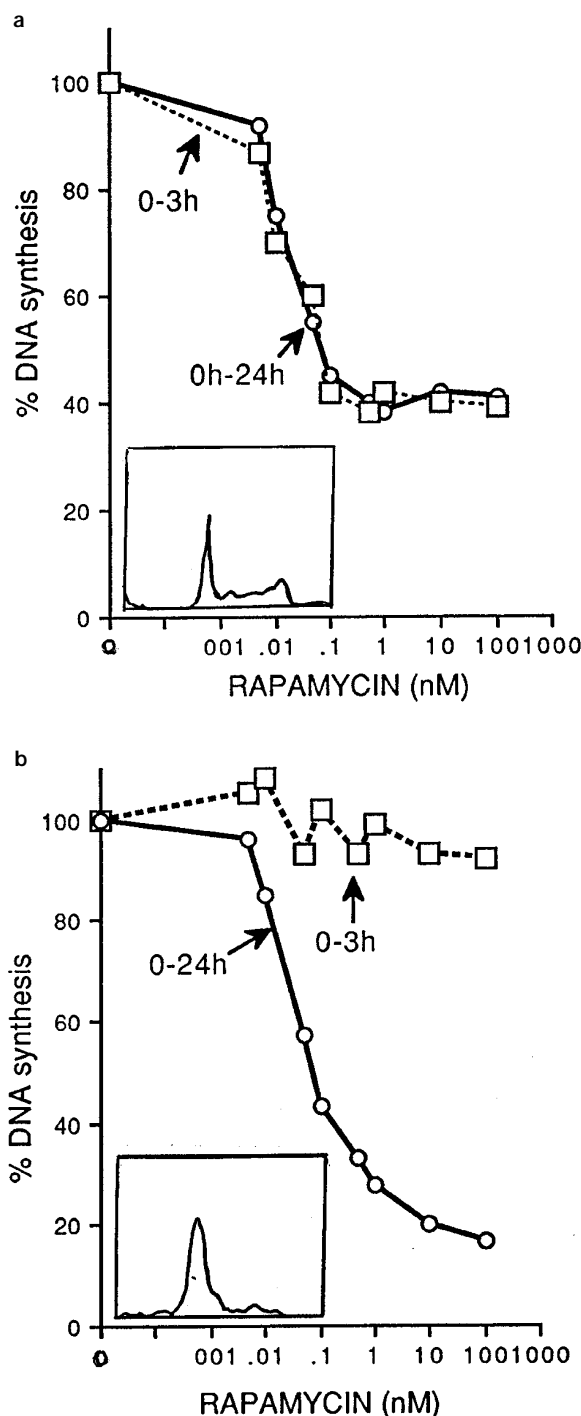 a
100
80
60
40
20
0
% DNA synthesis
0-3h
0h-24h
0 001 .01 .1 1 10 1001000
RAPAMYCIN (nM)
b
100
80
60
40
20
0
% DNA synthesis
0-24h
0-3h
0 001 .01 .1 1 10 1001000
RAPAMYCIN (nM)